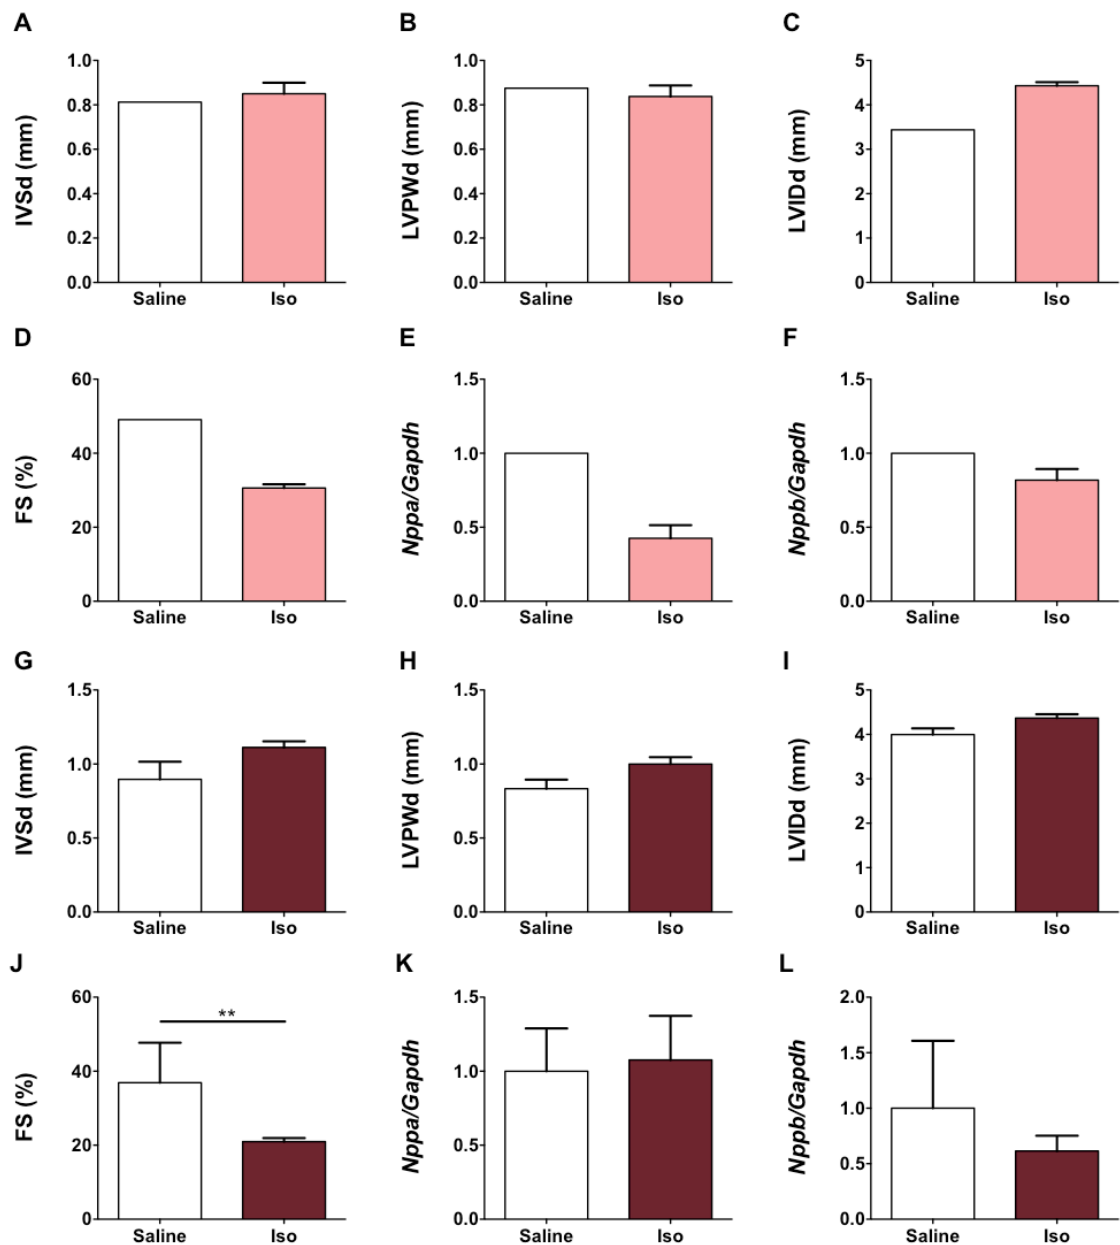 A
IVSd (mm)
1.0
0.8
0.6
0.4
0.2
0.0
Saline Iso
B
LVPWd (mm)
1.0
0.8
0.6
0.4
0.2
0.0
Saline Iso
C
LVIDd (mm)
5
4
3
2
1
0
Saline Iso
D
FS (%)
60
40
20
0
Saline Iso
E
Nppa/Gapdh
1.5
1.0
0.5
0.0
Saline Iso
F
Nppb/Gapdh
1.5
1.0
0.5
0.0
Saline Iso
G
IVSd (mm)
1.5
1.0
0.5
0.0
Saline Iso
H
LVPWd (mm)
1.5
1.0
0.5
0.0
Saline Iso
I
LVIDd (mm)
5
4
3
2
1
0
Saline Iso
J
FS (%)
60
40
20
0
**
Saline Iso
K
Nppa/Gapdh
1.5
1.0
0.5
0.0
Saline Iso
L
Nppb/Gapdh
2.0
1.5
1.0
0.5
0.0
Saline Iso